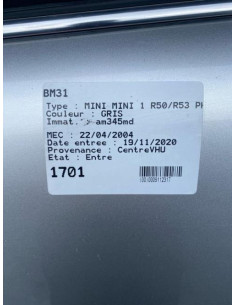 BM31
Type : MINI MINI 1 R50/R53 PH
Couleur : GRIS
Immat. : am345md
MEC : 22/04/2004
Date entree : 19/11/2020
Provenance : CentreVHU
Etat : Entre
1701